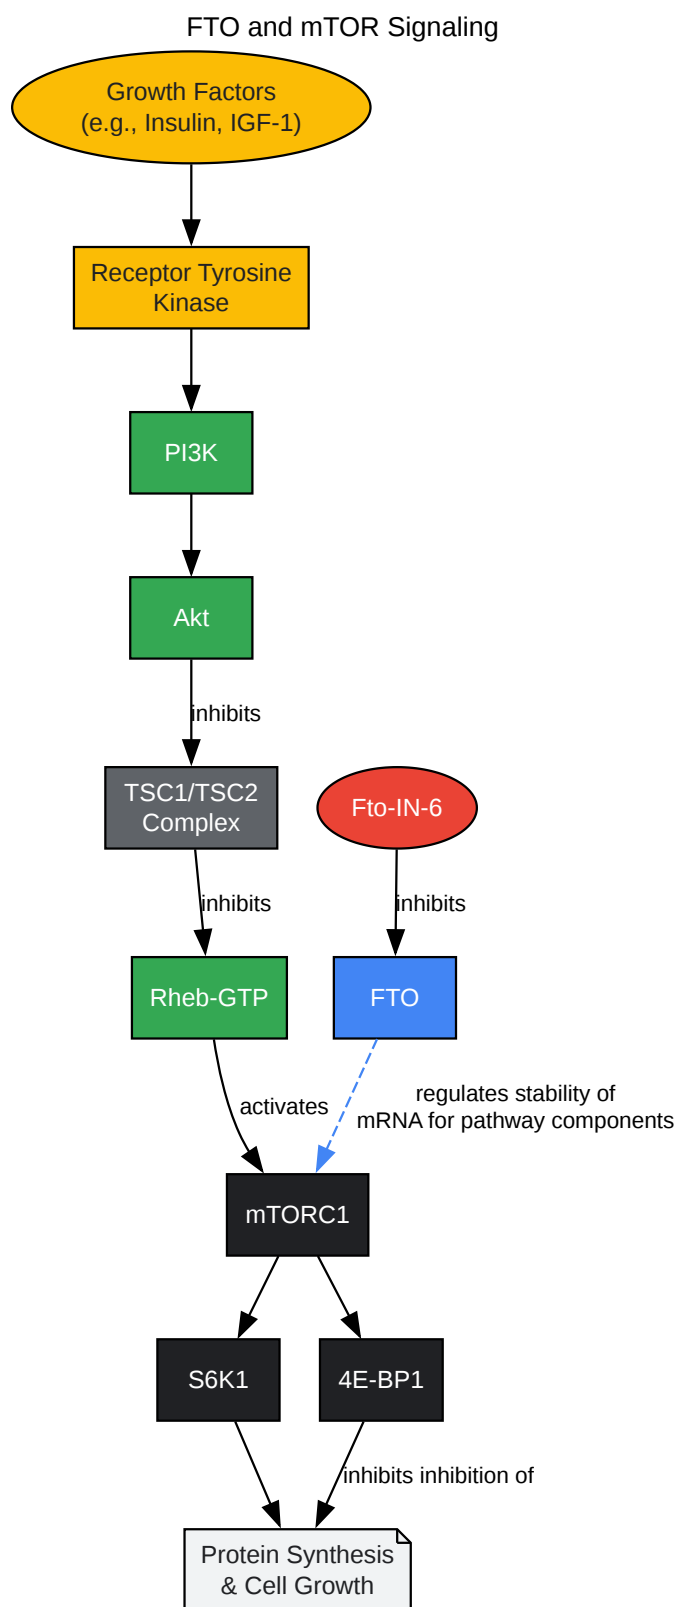 FTO and mTOR Signaling
Growth Factors
(e.g., Insulin, IGF-1)
Receptor Tyrosine
Kinase
PI3K
Akt
inhibits
TSC1/TSC2
Complex
Fto-IN-6
inhibits
inhibits
Rheb-GTP
FTO
activates
regulates stability of
mRNA for pathway components
mTORC1
S6K1
4E-BP1
inhibits inhibition of
Protein Synthesis
& Cell Growth